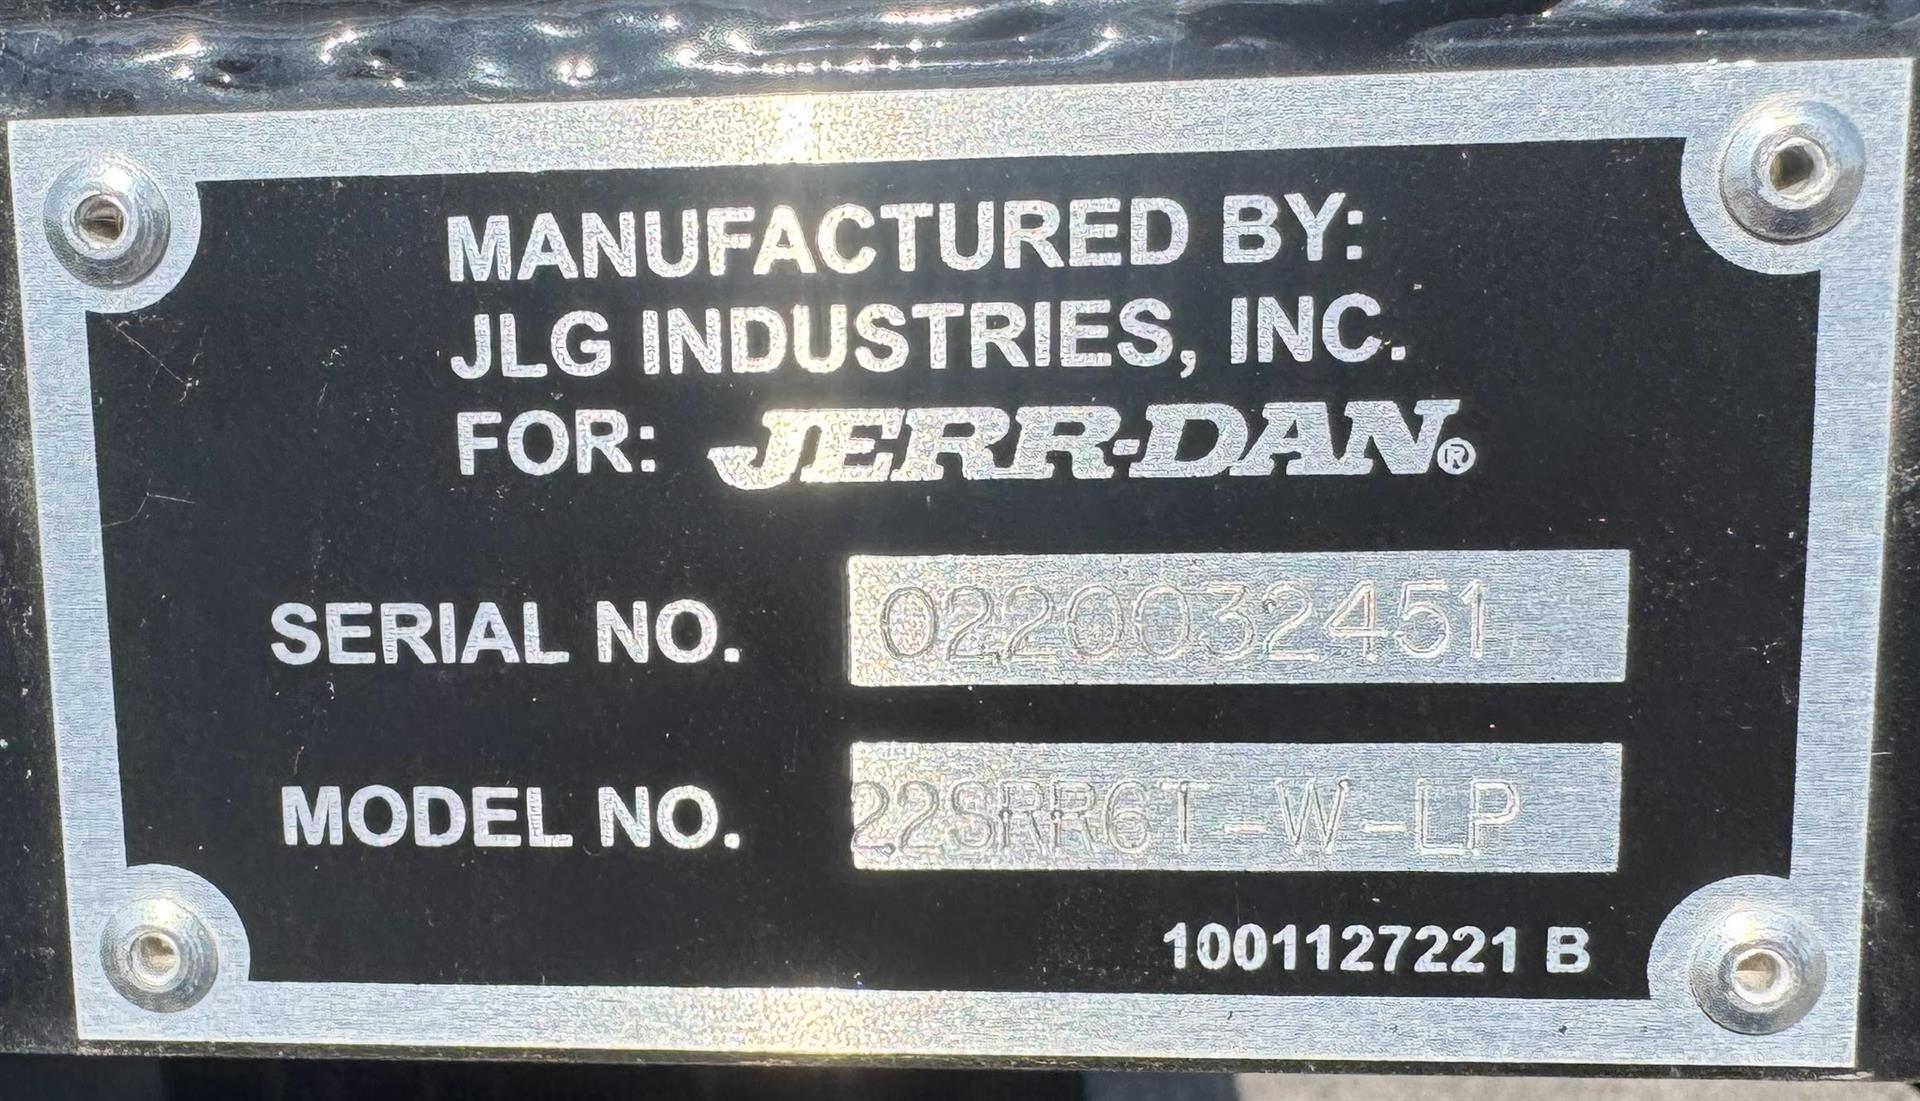 MANUFACTURED BY:
JLG INDUSTRIES, INC.
FOR: JERR-DAN®
SERIAL NO. 0220032451
MODEL NO. 22SRR6T-W-LP
1001127221 B